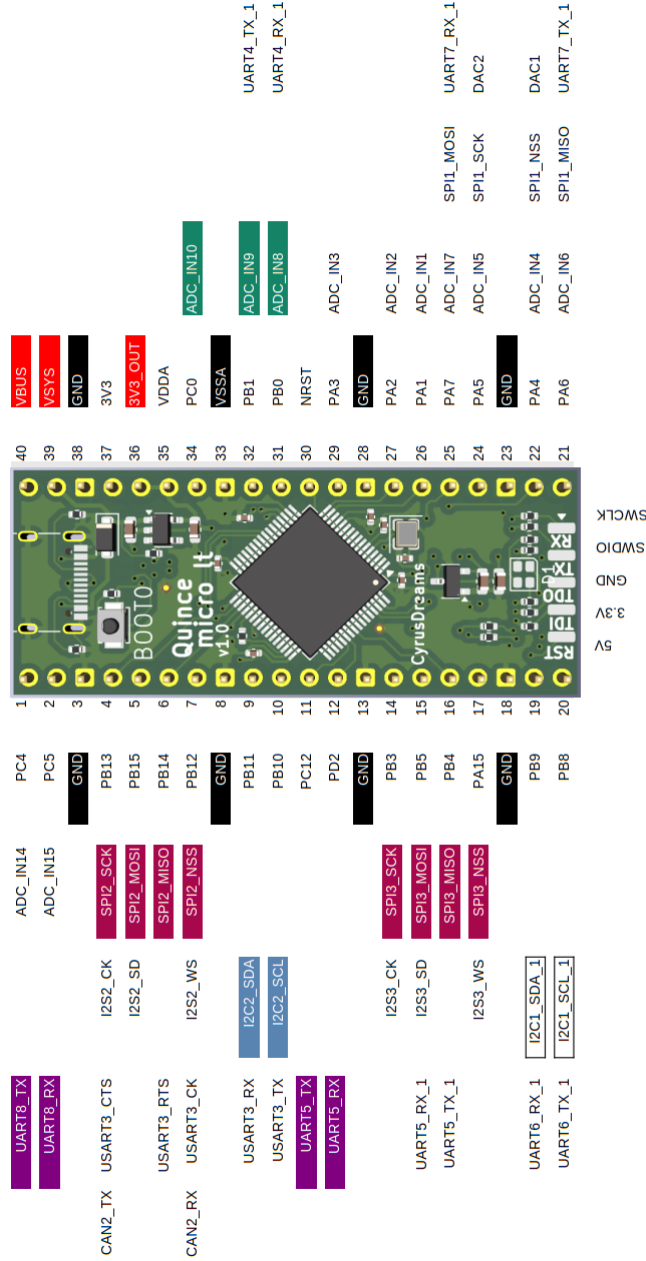 UART8_TX ADC_IN14 PC4 1 40 VBUS
UART8_RX ADC_IN15 PC5 2 39 VSYS
GND 3 38 GND
CAN2_TX USART3_CTS I2S2_CK SPI2_SCK PB13 4 37 3V3
I2S2_SD SPI2_MOSI PB15 5 36 3V3_OUT
USART3_RTS SPI2_MISO PB14 6 35 VDDA
CAN2_RX USART3_CK I2S2_WS SPI2_NSS PB12 7 34 PC0 ADC_IN10
GND 8 33 VSSA
USART3_RX I2C2_SDA PB11 9 32 PB1 ADC_IN9 UART4_TX_1
USART3_TX I2C2_SCL PB10 10 31 PB0 ADC_IN8 UART4_RX_1
UART5_TX PC12 11 30 NRST
UART5_RX PD2 12 29 PA3 ADC_IN3
GND 13 28 GND
I2S3_CK SPI3_SCK PB3 14 27 PA2 ADC_IN2
UART5_RX_1 I2S3_SD SPI3_MOSI PB5 15 26 PA1 ADC_IN1
UART5_TX_1 SPI3_MISO PB4 16 25 PA7 ADC_IN7 SPI1_MOSI UART7_RX_1
I2S3_WS SPI3_NSS PA15 17 24 PA5 ADC_IN5 SPI1_SCK DAC2
GND 18 23 GND
UART6_RX_1 I2C1_SDA_1 PB9 19 22 PA4 ADC_IN4 SPI1_NSS DAC1
UART6_TX_1 I2C1_SCL_1 PB8 20 21 PA6 ADC_IN6 SPI1_MISO UART7_TX_1
BOOT0
Quince
micro lt
v1.0
CyrusDreams
D1
RST TDI TDO TX RX
5V
3.3V
GND
SWDIO
SWCLK